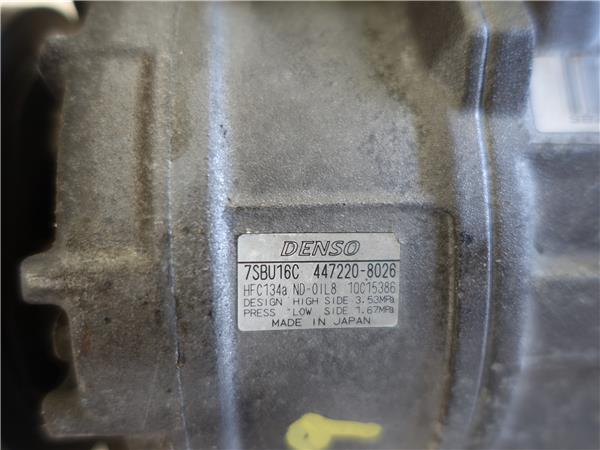 DENSO
7SBU16C 447220-8026
HFC134a ND-OIL8 10C15386
DESIGN HIGH SIDE 3.53MPa
PRESS LOW SIDE 1.67MPa
MADE IN JAPAN